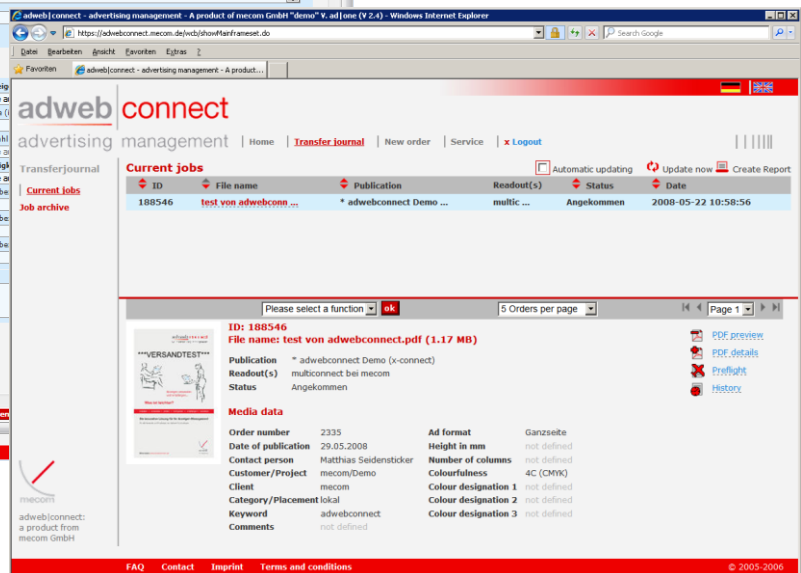 adweb|connect - advertising management - A product of mecom GmbH "demo" V. ad|one (V 2.4) - Windows Internet Explorer
https://adwebconnect.mecom.de/wcb/showMainframeset.do
Search Google
Datei Bearbeiten Ansicht Favoriten Extras ?
Favoriten adweb|connect - advertising management - A product...
adweb connect
advertising management | Home | Transfer journal | New order | Service | x Logout
Transferjournal
Current jobs
Job archive
Current jobs Automatic updating Update now Create Report
ID File name Publication Readout(s) Status Date
188546 test von adwebconn ... * adwebconnect Demo ... multic ... Angekommen 2008-05-22 10:58:56
Please select a function ok 5 Orders per page Page 1
***VERSANDTEST***
ID: 188546
File name: test von adwebconnect.pdf (1.17 MB)
Publication * adwebconnect Demo (x-connect)
Readout(s) multiconnect bei mecom
Status Angekommen
PDF preview
PDF details
Preflight
History
Media data
Order number 2335 Ad format Ganzseite
Date of publication 29.05.2008 Height in mm not defined
Contact person Matthias Seidensticker Number of columns not defined
Customer/Project mecom/Demo Colourfulness 4C (CMYK)
Client mecom Colour designation 1 not defined
Category/Placement lokal Colour designation 2 not defined
Keyword adwebconnect Colour designation 3 not defined
Comments not defined
mecom
adweb|connect:
a product from
mecom GmbH
FAQ Contact Imprint Terms and conditions © 2005-2006